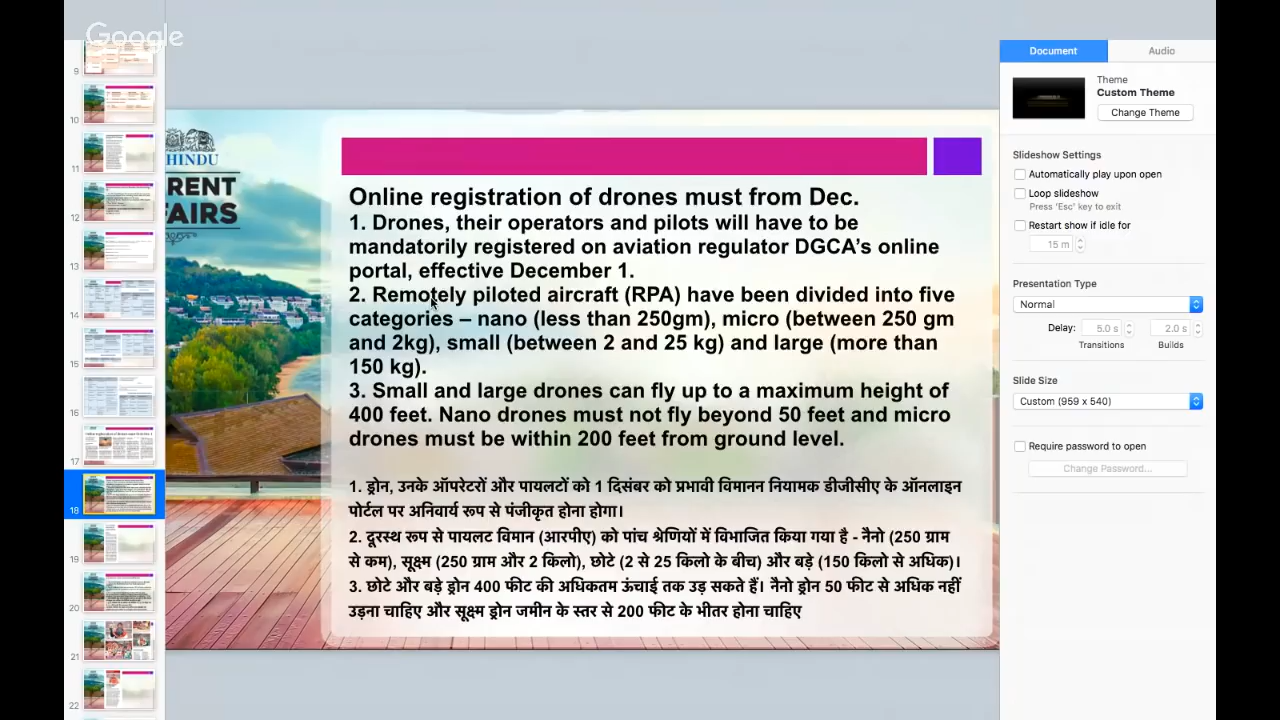 Google
9
10
11
12
13
14
15
16
17
18
19
20
21
22
HINDU
RENT
AIRS
Online registration of drones must from Dec.
1. Drones, their operators and pilots will have to be
mandatorily registered on aviation regulator DGCA's online
portal, effective December 1.
piloted aircraft (RPA) have been divided into five
categories – nano (less than 250gm), micro (between 250 gm
and 2kg), small (between 2 and 25 kg) and large (more than
150 kg).
Small and large drones can fly up to a maximum height of
400 feet. Nano drones must not fly beyond 50 feet and micro
drones must be within 200 feet from ground level.
1. ड्रोन, उनके ऑपरेटर और पायलटों को 1 दिसंबर को प्रभावी विमानन नियामक डीजीसीए के ऑनलाइन
पोर्टल पर अनिवार्य रूप से पंजीकृत होना होगा।
2. दूरस्थ रूप से पायलट विमान (आरपीए) को पांच श्रेणियों में विभाजित किया गया है - नैनो (250 ग्राम
से कम), सूक्ष्म (250 ग्राम और 2 किग्रा), छोटे (2 से 25 किलो के बीच) और बड़े (150 किलो से अधिक)।
3. छोटे और बड़े ड्रोन 400 फीट की अधिकतम ऊंचाई तक उड़ सकते हैं। नैनो ड्रोन 50 फीट से अधिक नहीं
उड़ना चाहिए और सूक्ष्म ड्रोन जमीन के स्तर से 200 फीट के भीतर होना चाहिए
Document
Audio
Theme
Custom Theme
Change Theme
Slideshow Settings
Automatically play upon open
Loop slideshow
Press 'Esc' key to exit
Restart show if idle for
15 m
Presentation Type
Normal
Delay: 5.0 s 2.0 s
Transitions Builds
Slide Size
Custom (959 x 540)
Require password to open
Change Password...